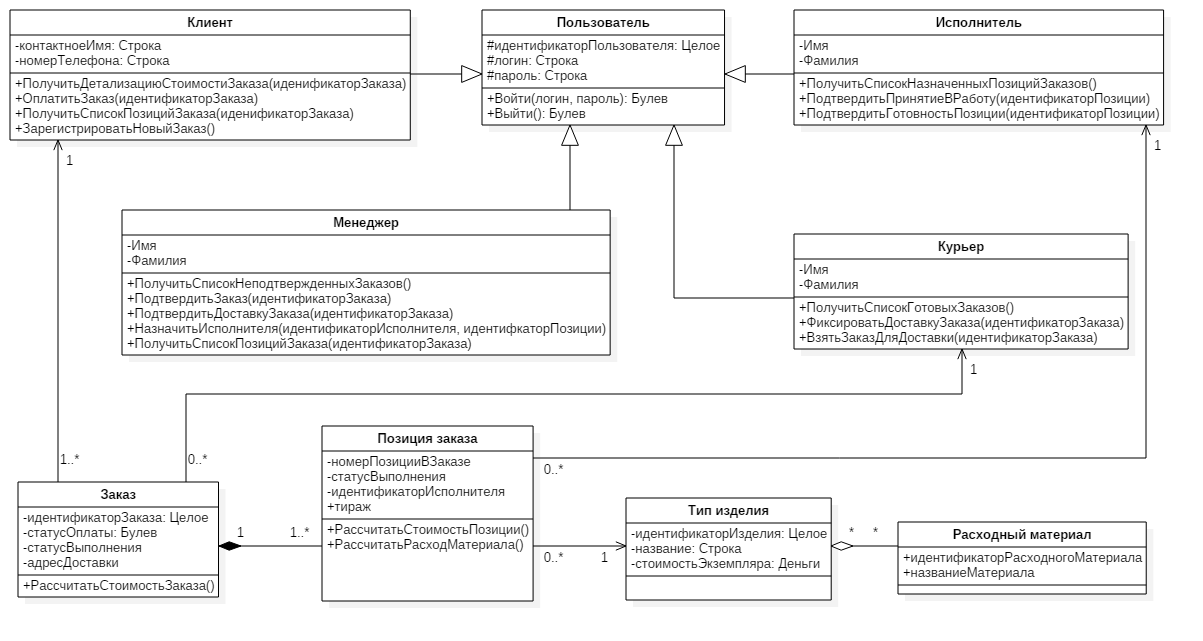 Клиент
-контактноеИмя: Строка
-номерТелефона: Строка
+ПолучитьДетализациюСтоимостиЗаказа(иденификаторЗаказа)
+ОплатитьЗаказ(идентификаторЗаказа)
+ПолучитьСписокПозицийЗаказа(иденификаторЗаказа)
+ЗарегистрироватьНовыйЗаказ()
Пользователь
#идентификаторПользователя: Целое
#логин: Строка
#пароль: Строка
+Войти(логин, пароль): Булев
+Выйти(): Булев
Исполнитель
-Имя
-Фамилия
+ПолучитьСписокНазначенныхПозицийЗаказов()
+ПодтвердитьПринятиеВРаботу(идентификаторПозиции)
+ПодтвердитьГотовностьПозиции(идентификаторПозиции)
1
1
Менеджер
-Имя
-Фамилия
+ПолучитьСписокНеподтвержденныхЗаказов()
+ПодтвердитьЗаказ(идентификаторЗаказа)
+ПодтвердитьДоставкуЗаказа(идентификаторЗаказа)
+НазначитьИсполнителя(идентификаторИсполнителя, идентифкаторПозиции)
+ПолучитьСписокПозицийЗаказа(идентификаторЗаказа)
Курьер
-Имя
-Фамилия
+ПолучитьСписокГотовыхЗаказов()
+ФиксироватьДоставкуЗаказа(идентификаторЗаказа)
+ВзятьЗаказДляДоставки(идентификаторЗаказа)
1
1..*
0..*
Заказ
-идентификаторЗаказа: Целое
-статусОплаты: Булев
-статусВыполнения
-адресДоставки
+РассчитатьСтоимостьЗаказа()
1
1..*
Позиция заказа
-номерПозицииВЗаказе
-статусВыполнения
-идентификаторИсполнителя
+тираж
+РассчитатьСтоимостьПозиции()
+РассчитатьРасходМатериала()
0..*
0..*
1
Тип изделия
-идентификаторИзделия: Целое
-название: Строка
-стоимостьЭкземпляра: Деньги
*
*
Расходный материал
+идентификаторРасходногоМатериала
+названиеМатериала